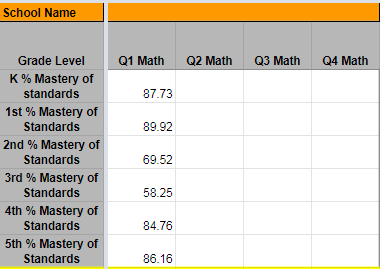 School Name
Grade Level Q1 Math Q2 Math Q3 Math Q4 Math
K % Mastery of
standards 87.73
1st % Mastery of
Standards 89.92
2nd % Mastery of
Standards 69.52
3rd % Mastery of
Standards 58.25
4th % Mastery of
Standards 84.76
5th % Mastery of
Standards 86.16